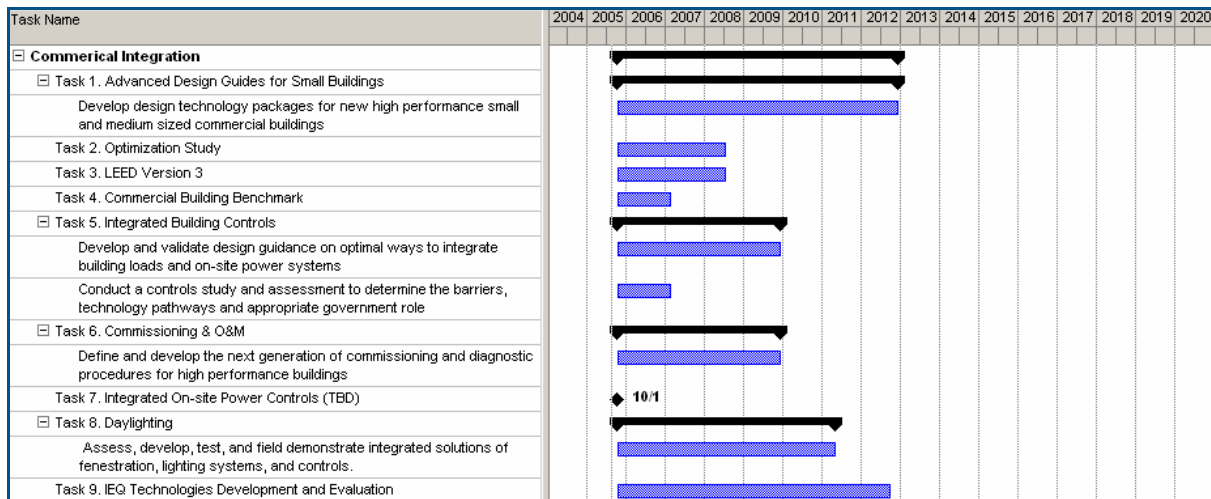 Task Name
2004 2005 2006 2007 2008 2009 2010 2011 2012 2013 2014 2015 2016 2017 2018 2019 2020
Commerical Integration
Task 1. Advanced Design Guides for Small Buildings
Develop design technology packages for new high performance small
and medium sized commercial buildings
Task 2. Optimization Study
Task 3. LEED Version 3
Task 4. Commercial Building Benchmark
Task 5. Integrated Building Controls
Develop and validate design guidance on optimal ways to integrate
building loads and on-site power systems
Conduct a controls study and assessment to determine the barriers,
technology pathways and appropriate government role
Task 6. Commissioning & O&M
Define and develop the next generation of commissioning and diagnostic
procedures for high performance buildings
Task 7. Integrated On-site Power Controls (TBD)
10/1
Task 8. Daylighting
Assess, develop, test, and field demonstrate integrated solutions of
fenestration, lighting systems, and controls.
Task 9. IEQ Technologies Development and Evaluation